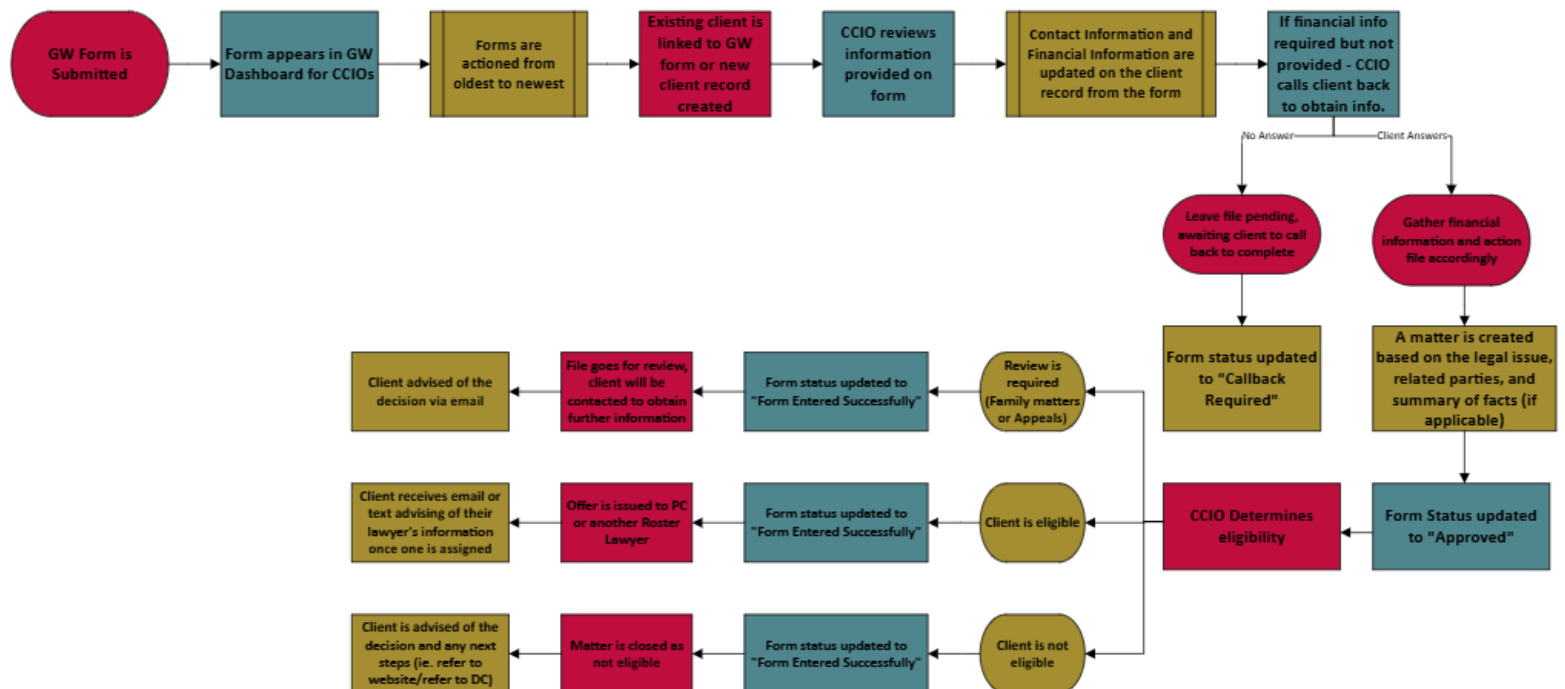 GW Form is
Submitted
Form appears in GW
Dashboard for CCIOs
Forms are
actioned from
oldest to newest
Existing client is
linked to GW
form or new
client record
created
CCIO reviews
information
provided on
form
Contact Information and
Financial Information are
updated on the client
record from the form
If financial info
required but not
provided - CCIO
calls client back
to obtain info.
No Answer
Client Answers
Leave file pending,
awaiting client to call
back to complete
Gather financial
information and action
file accordingly
Form status updated
to "Callback
Required"
A matter is created
based on the legal issue,
related parties, and
summary of facts (if
applicable)
Form Status updated
to "Approved"
CCIO Determines
eligibility
Review is
required
(Family matters
or Appeals)
Form status updated to
"Form Entered Successfully"
File goes for review,
client will be
contacted to obtain
further information
Client advised of the
decision via email
Client is eligible
Form status updated to
"Form Entered Successfully"
Offer is issued to PC
or another Roster
Lawyer
Client receives email or
text advising of their
lawyer's information
once one is assigned
Client is not
eligible
Form status updated to
"Form Entered Successfully"
Matter is closed as
not eligible
Client is advised of the
decision and any next
steps (ie. refer to
website/refer to DC)